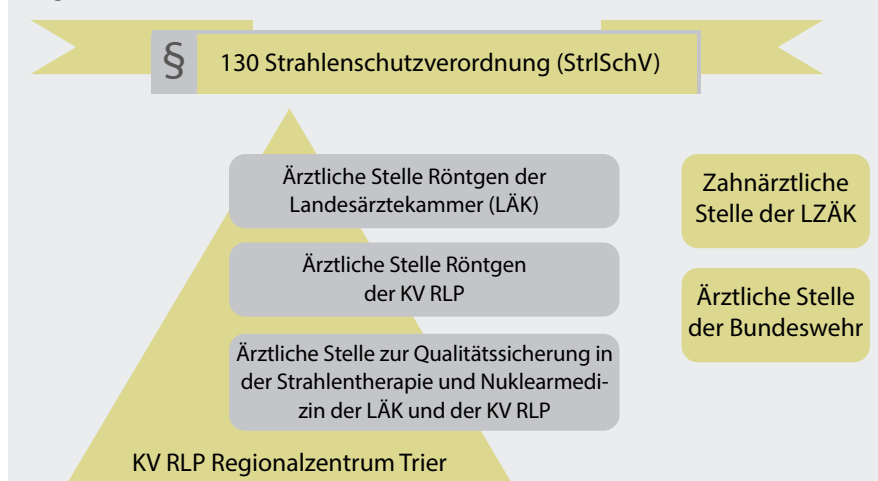 § 130 Strahlenschutzverordnung (StrlSchV)
Ärztliche Stelle Röntgen der
Landesärztekammer (LÄK)
Ärztliche Stelle Röntgen
der KV RLP
Ärztliche Stelle zur Qualitätssicherung in
der Strahlentherapie und Nuklearmedi-
zin der LÄK und der KV RLP
KV RLP Regionalzentrum Trier
Zahnärztliche
Stelle der LZÄK
Ärztliche Stelle
der Bundeswehr